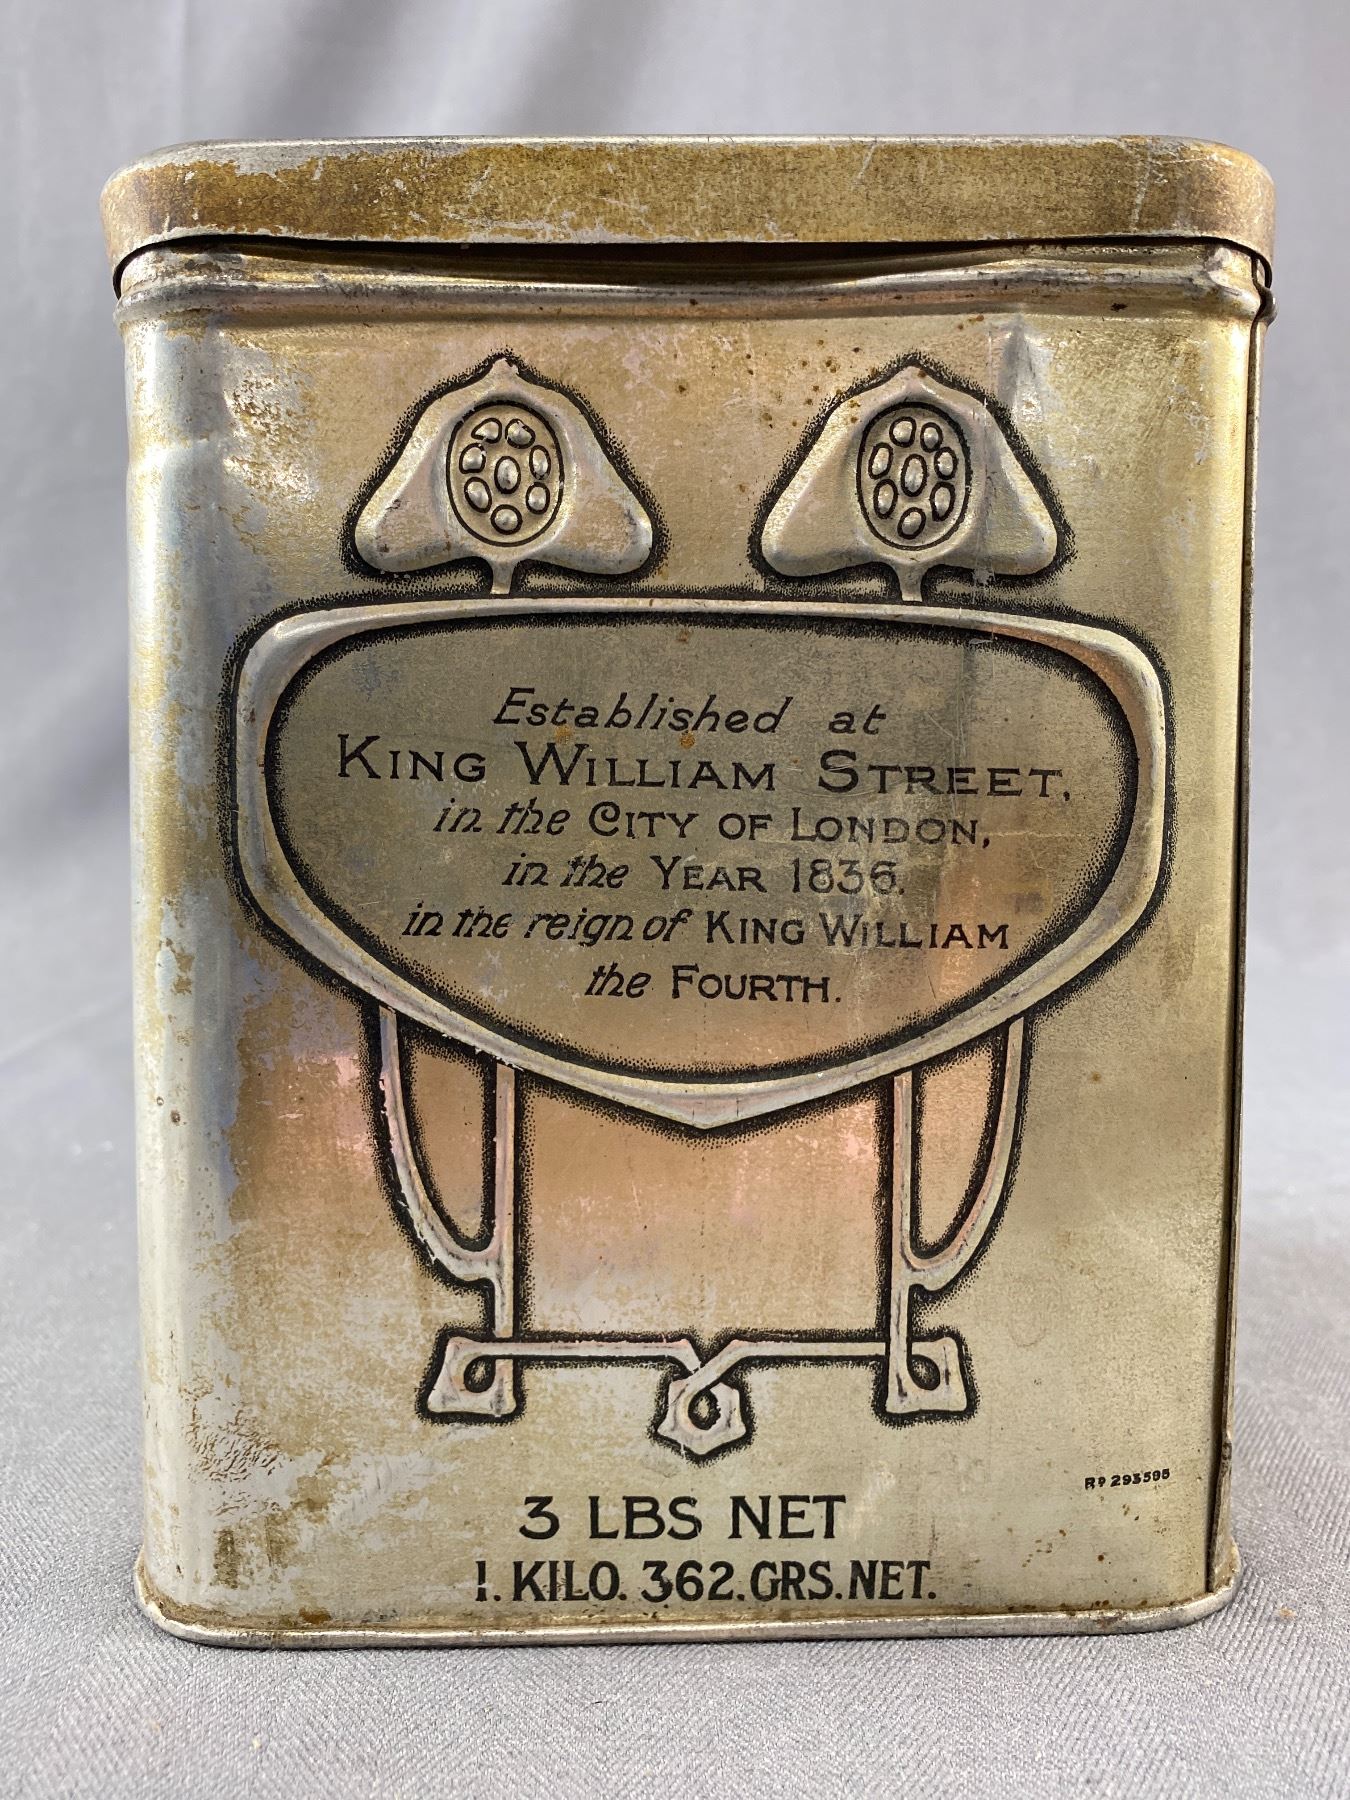 Established at
KING WILLIAM STREET,
in the CITY OF LONDON,
in the YEAR 1836.
in the reign of KING WILLIAM
the FOURTH.
Rᴰ 293595
3 LBS NET
1. KILO. 362. GRS. NET.